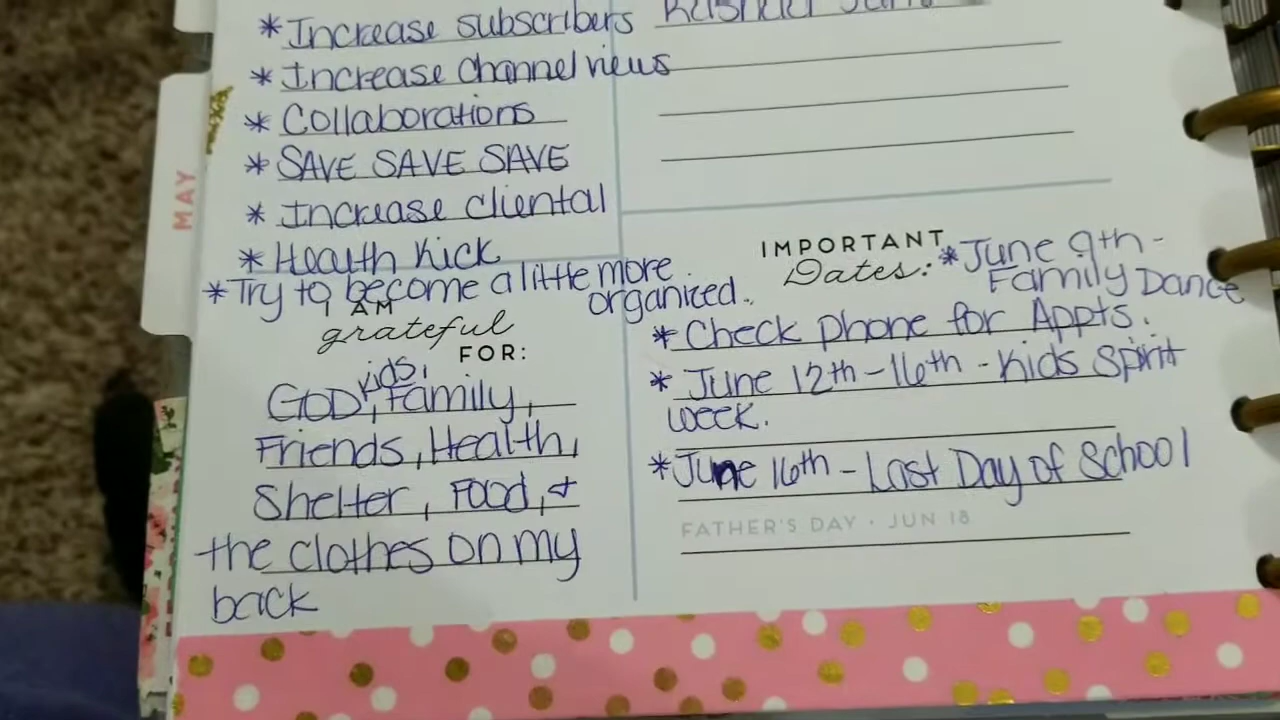 *Increase subscribers
*Increase channel views
*Collaborations
*SAVE SAVE SAVE
*Increase cliental
*Health Kick
*Try to become a little more
organized..
I AM
grateful
FOR:
kids,
GOD, Family,
Friends, Health,
Shelter, Food, +
the clothes on my
back
IMPORTANT
Dates:
*June 9th-
Family Dance
*Check phone for Appts.
*June 12th-16th-Kids Spirit
week.
*June 16th-Last Day of School
FATHER'S DAY • JUN 18
MAY